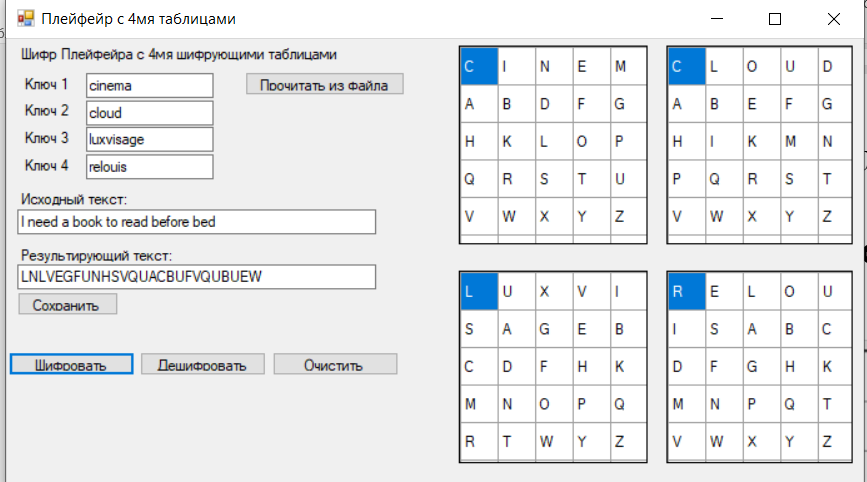 Плейфейр с 4мя таблицами
Шифр Плейфейра с 4мя шифрующими таблицами
Ключ 1 cinema Прочитать из файла
Ключ 2 cloud
Ключ 3 luxvisage
Ключ 4 relouis
Исходный текст:
I need a book to read before bed
Результирующий текст:
LNLVEGFUNHSVQUACBUFVQUBUEW
Сохранить
Шифровать Дешифровать Очистить
C I N E M
A B D F G
H K L O P
Q R S T U
V W X Y Z
C L O U D
A B E F G
H I K M N
P Q R S T
V W X Y Z
L U X V I
S A G E B
C D F H K
M N O P Q
R T W Y Z
R E L O U
I S A B C
D F G H K
M N P Q T
V W X Y Z